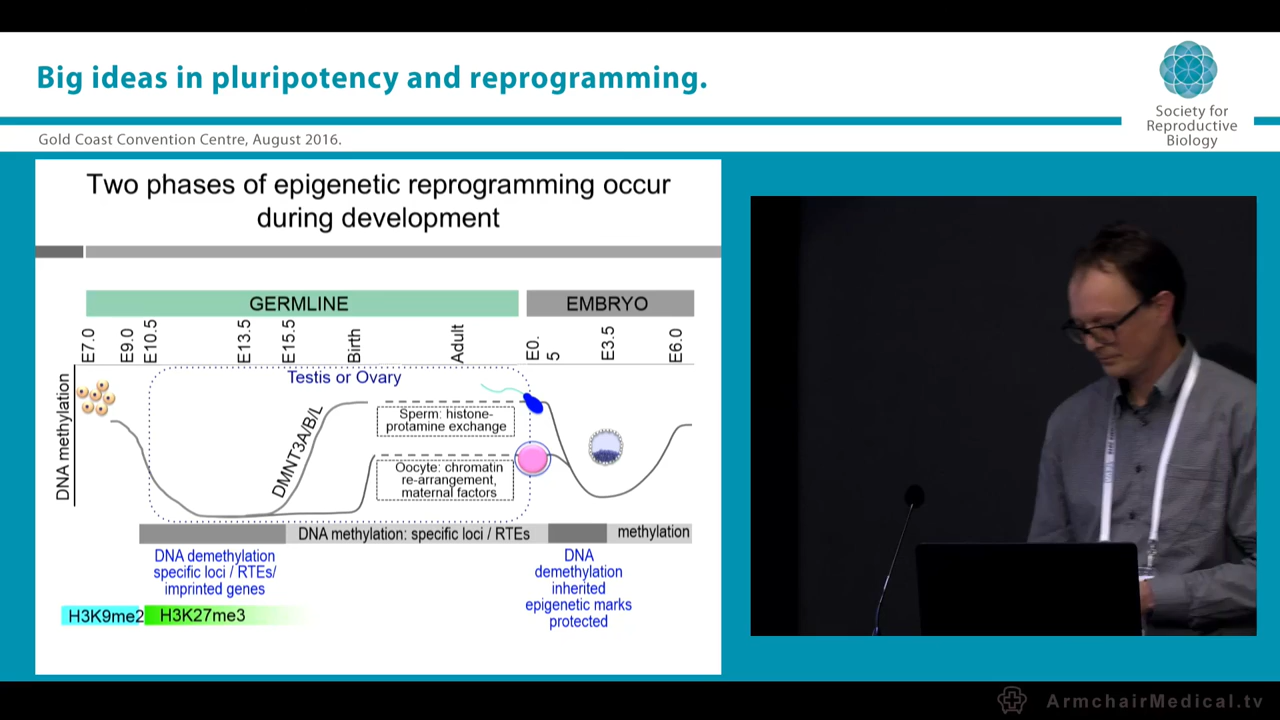 Big ideas in pluripotency and reprogramming.
Society for
Reproductive
Biology
Gold Coast Convention Centre, August 2016.
Two phases of epigenetic reprogramming occur
during development
GERMLINE
EMBRYO
E7.0
E9.0
E10.5
E13.5
E15.5
Birth
Adult
E0.
5
E3.5
E6.0
DNA methylation
Testis or Ovary
DMNT3A/B/L
Sperm: histone-
protamine exchange
Oocyte: chromatin
re-arrangement,
maternal factors
DNA methylation: specific loci / RTEs
methylation
DNA demethylation
specific loci / RTEs/
imprinted genes
DNA
demethylation
inherited
epigenetic marks
protected
H3K9me2
H3K27me3
ArmchairMedical.tv